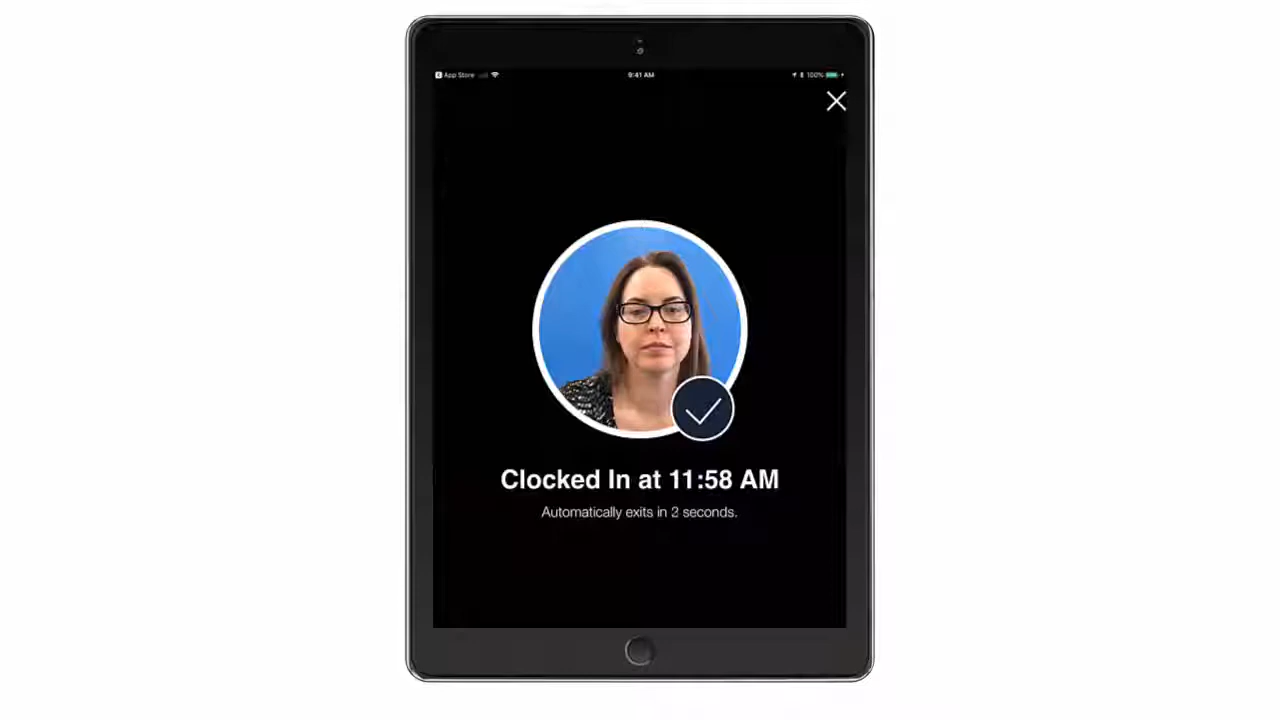 App Store 9:41 AM 100%
Clocked In at 11:58 AM
Automatically exits in 2 seconds.